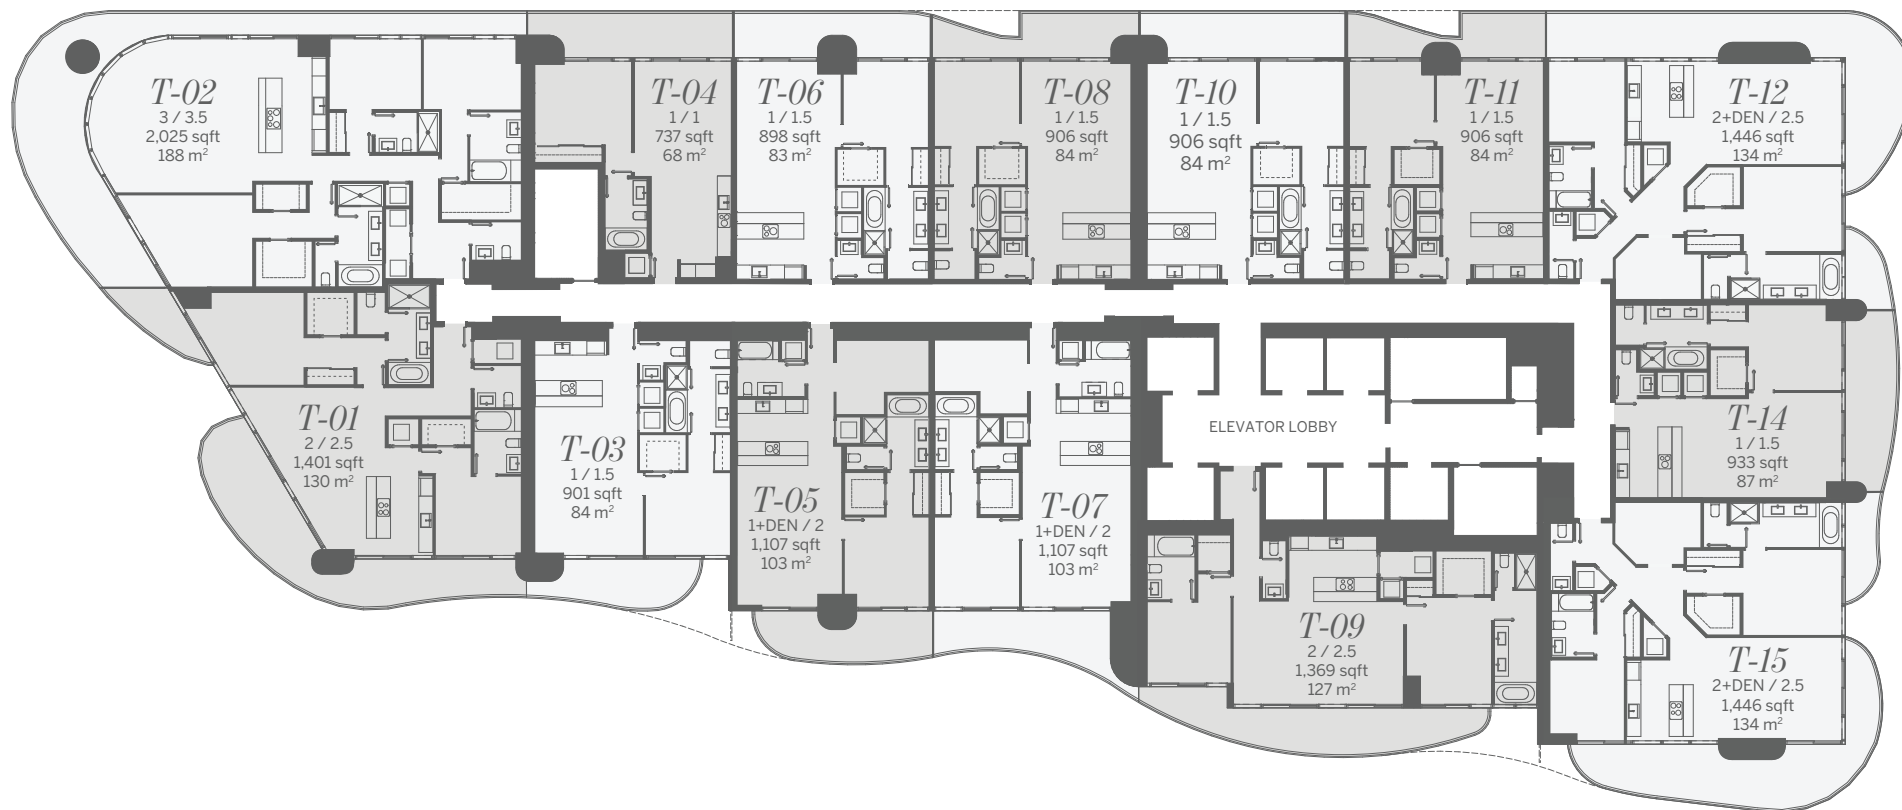 T-02
3 / 3.5
2,025 sqft
188 m²
T-04
1 / 1
737 sqft
68 m²
T-06
1 / 1.5
898 sqft
83 m²
T-08
1 / 1.5
906 sqft
84 m²
T-10
1 / 1.5
906 sqft
84 m²
T-11
1 / 1.5
906 sqft
84 m²
T-12
2+DEN / 2.5
1,446 sqft
134 m²
T-01
2 / 2.5
1,401 sqft
130 m²
T-03
1 / 1.5
901 sqft
84 m²
T-05
1+DEN / 2
1,107 sqft
103 m²
T-07
1+DEN / 2
1,107 sqft
103 m²
ELEVATOR LOBBY
T-14
1 / 1.5
933 sqft
87 m²
T-09
2 / 2.5
1,369 sqft
127 m²
T-15
2+DEN / 2.5
1,446 sqft
134 m²